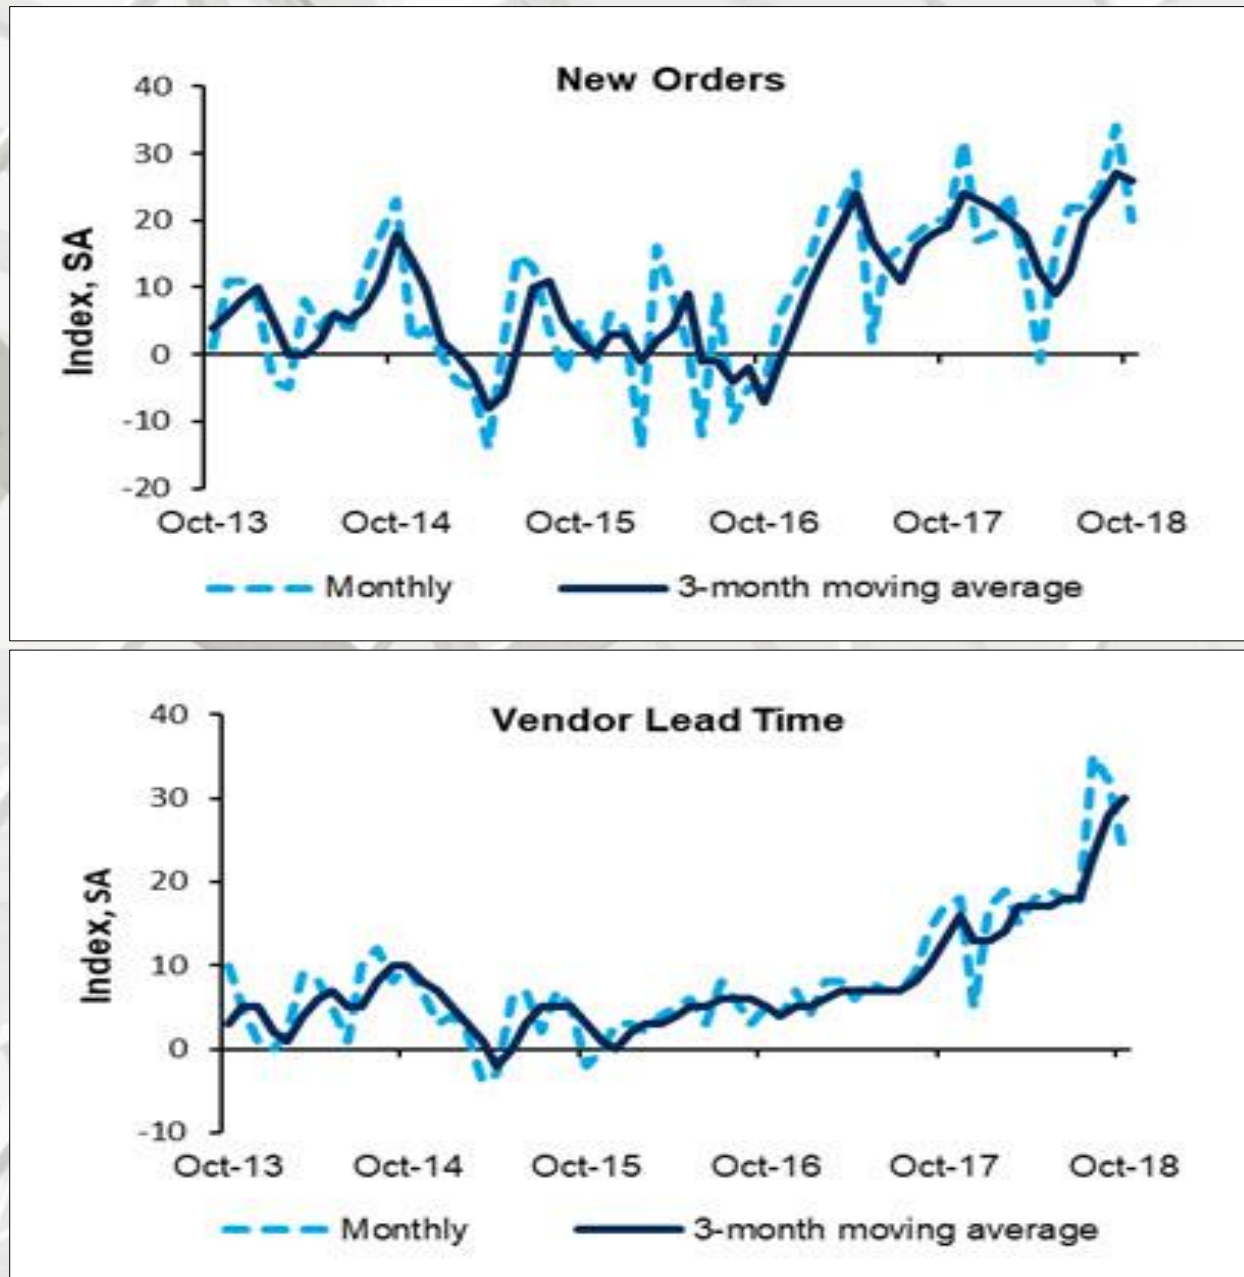 New Orders
40
30
20
10
0
-10
-20
Index, SA
Oct-13 Oct-14 Oct-15 Oct-16 Oct-17 Oct-18
Monthly 3-month moving average
Vendor Lead Time
40
30
20
10
0
-10
Index, SA
Oct-13 Oct-14 Oct-15 Oct-16 Oct-17 Oct-18
Monthly 3-month moving average